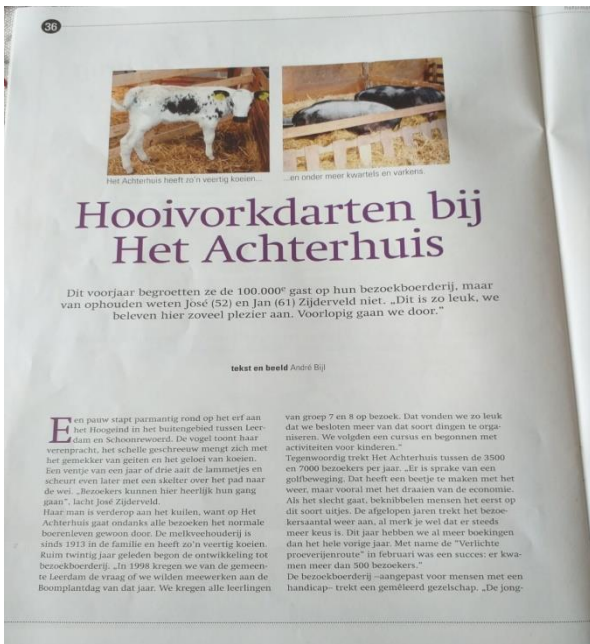 36
Het Achterhuis heeft zo'n veertig koeien...
...en onder meer kwartels en varkens.
Hooivorkdarten bij
Het Achterhuis
Dit voorjaar begroetten ze de 100.000e gast op hun bezoekboerderij, maar
van ophouden weten José (52) en Jan (61) Zijderveld niet. „Dit is zo leuk, we
beleven hier zoveel plezier aan. Voorlopig gaan we door.”
tekst en beeld André Bijl
Een pauw stapt parmantig rond op het erf aan
het Hoogeind in het buitengebied tussen Leer-
dam en Schoonrewoerd. De vogel toont haar
verenpracht, het schelle geschreeuw mengt zich met
het gemekker van geiten en het geloei van koeien.
Een ventje van een jaar of drie aait de lammetjes en
scheurt even later met een skelter over het pad naar
de wei. „Bezoekers kunnen hier heerlijk hun gang
gaan”, lacht José Zijderveld.
Haar man is verderop aan het kuilen, want op Het
Achterhuis gaat ondanks alle bezoeken het normale
boerenleven gewoon door. De melkveehouderij is
sinds 1913 in de familie en heeft zo'n veertig koeien.
Ruim twintig jaar geleden begon de ontwikkeling tot
bezoekboerderij. „In 1998 kregen we van de gemeen-
te Leerdam de vraag of we wilden meewerken aan de
Boomplantdag van dat jaar. We kregen alle leerlingen
van groep 7 en 8 op bezoek. Dat vonden we zo leuk
dat we besloten meer van dat soort dingen te orga-
niseren. We volgden een cursus en begonnen met
activiteiten voor kinderen.”
Tegenwoordig trekt Het Achterhuis tussen de 3500
en 7000 bezoekers per jaar. „Er is sprake van een
golfbeweging. Dat heeft een beetje te maken met het
weer, maar vooral met het draaien van de economie.
Als het slecht gaat, beknibbelen mensen het eerst op
dit soort uitjes. De afgelopen jaren trekt het bezoe-
kersaantal weer aan, al merk je wel dat er steeds
meer keus is. Dit jaar hebben we al meer boekingen
dan het hele vorige jaar. Met name de “Verlichte
proeverijenroute” in februari was een succes: er kwa-
men meer dan 500 bezoekers.”
De bezoekboerderij –aangepast voor mensen met een
handicap– trekt een gemêleerd gezelschap. „De jong-